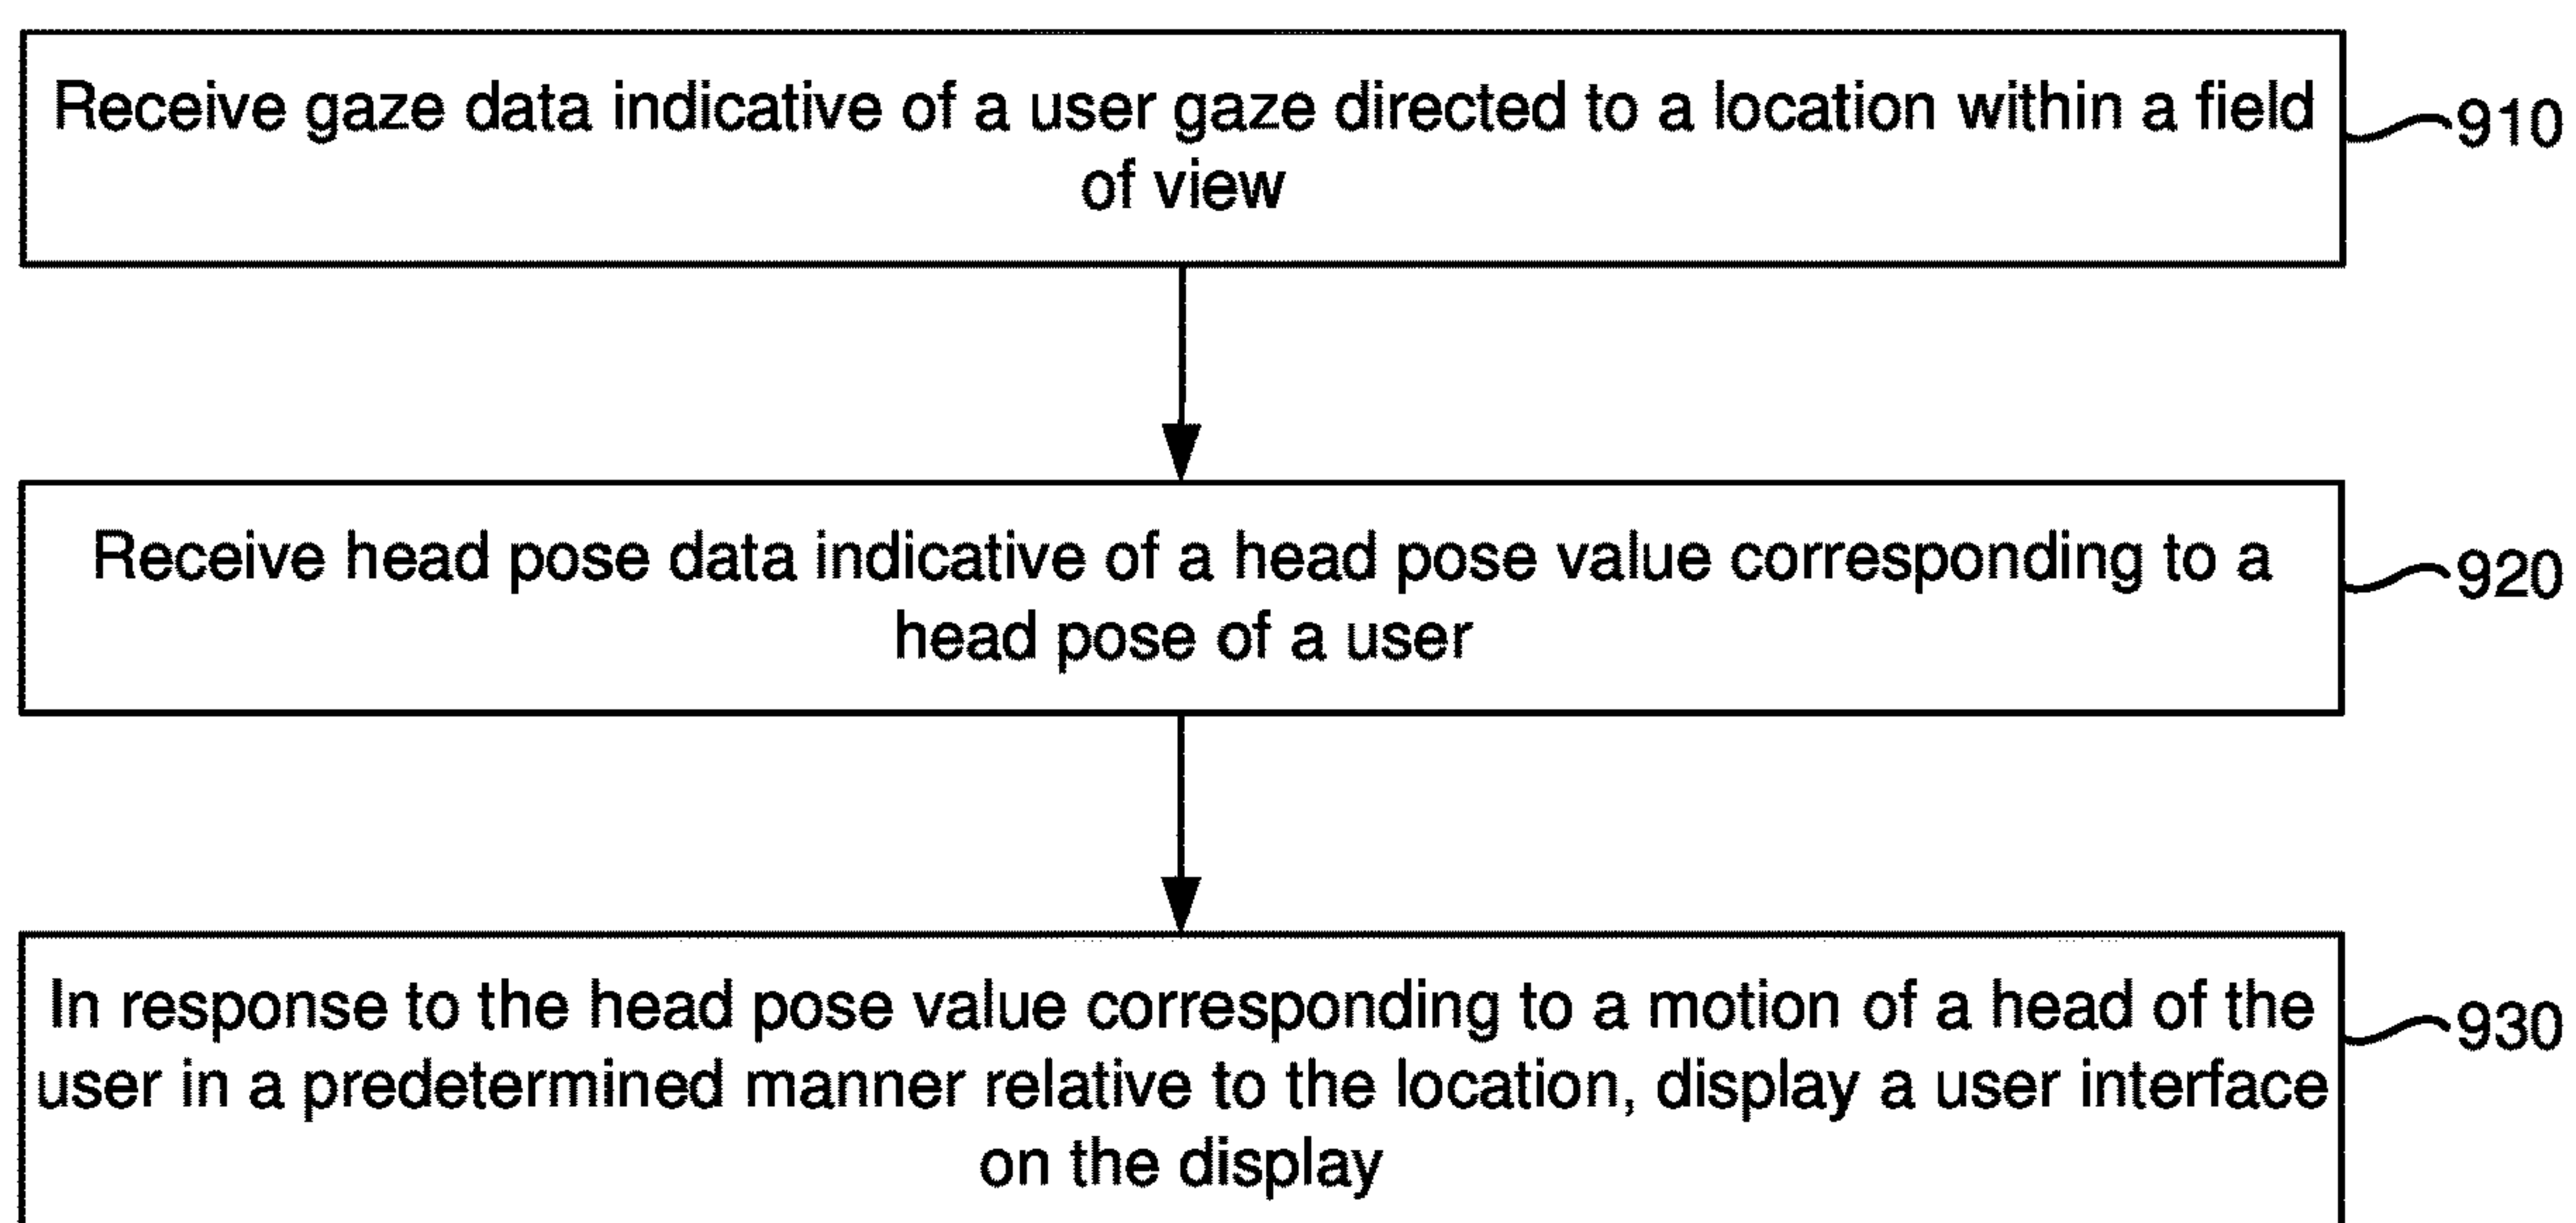 Receive gaze data indicative of a user gaze directed to a location within a field
of view
910
Receive head pose data indicative of a head pose value corresponding to a
head pose of a user
920
In response to the head pose value corresponding to a motion of a head of the
user in a predetermined manner relative to the location, display a user interface
on the display
930